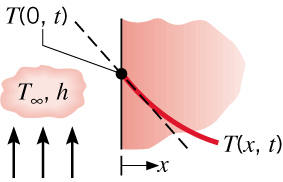 T(0, t)
T∞, h
T(x, t)
x